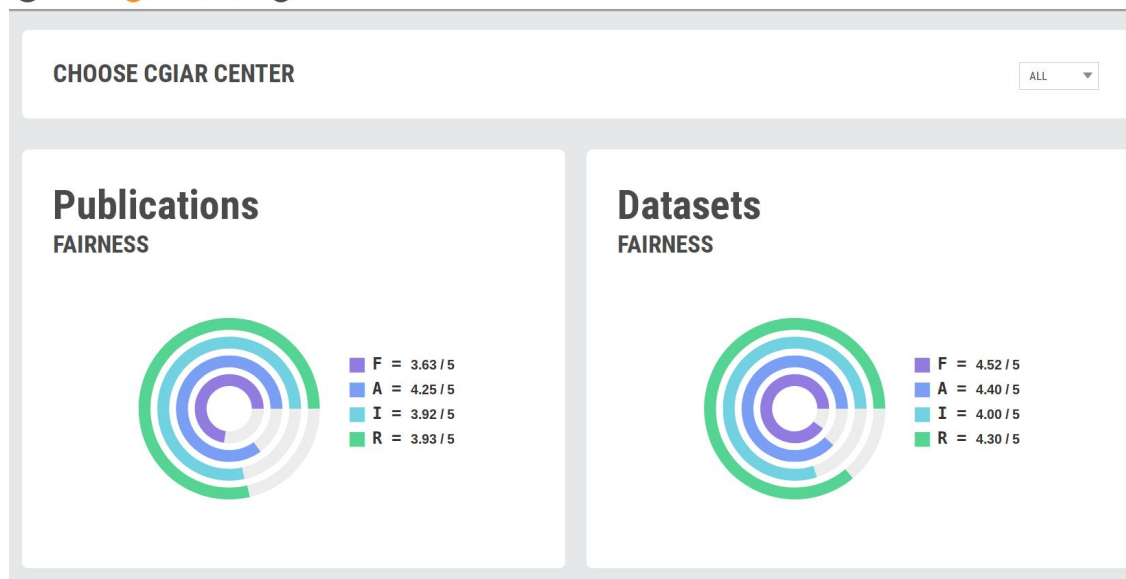 CHOOSE CGIAR CENTER
ALL
Publications
FAIRNESS
F = 3.63 / 5
A = 4.25 / 5
I = 3.92 / 5
R = 3.93 / 5
Datasets
FAIRNESS
F = 4.52 / 5
A = 4.40 / 5
I = 4.00 / 5
R = 4.30 / 5